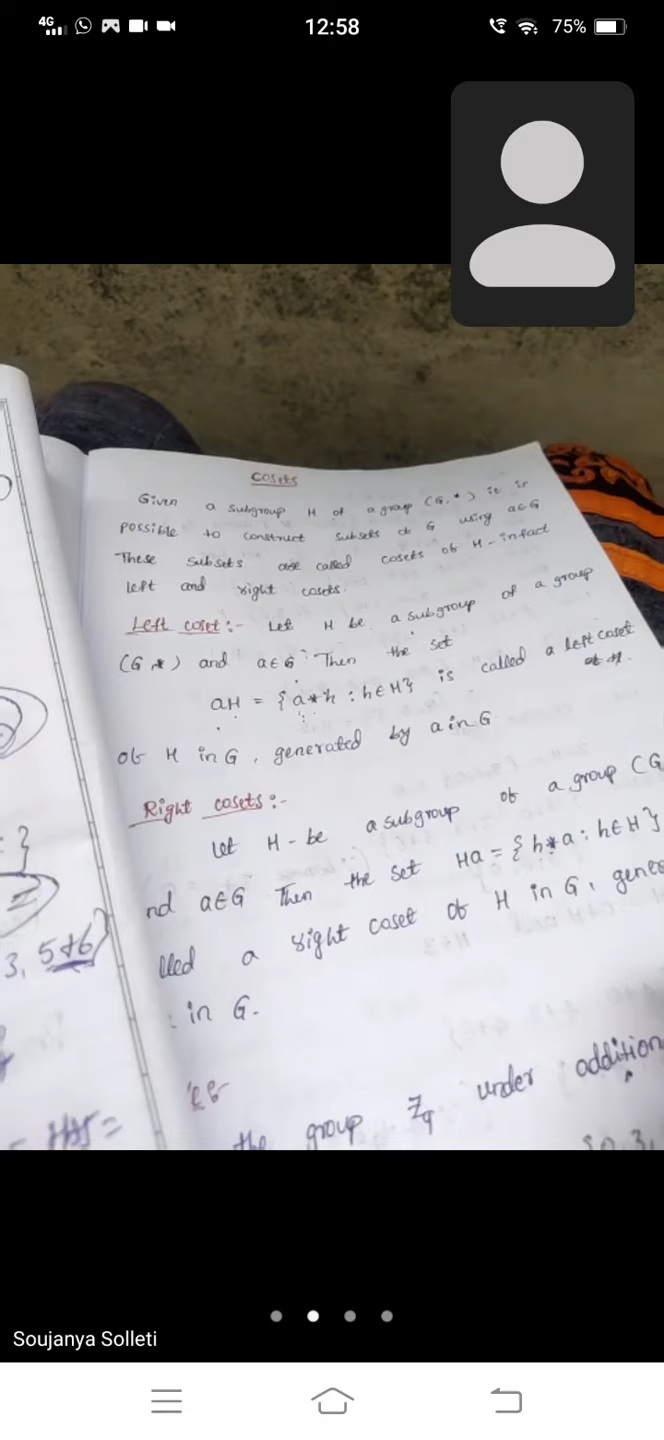 4G
12:58
75%
Cosets
Given a subgroup H of a group (G, *) it is
possible to construct subsets of G using a∈G
These subsets are called cosets of H - infact
left and right cosets.
Left coset :- Let H be a subgroup of a group
(G, *) and a∈G Then the set
aH = {a*h : h∈H} is called a left coset
of H.
of H in G, generated by a in G
Right cosets :-
Let H - be a subgroup of a group (G
nd a∈G Then the set Ha = {h*a : h∈H}
lled a right coset of H in G, gene
: in G.
eg
the group Z9 under addition
3, 5+6}
Soujanya Solleti